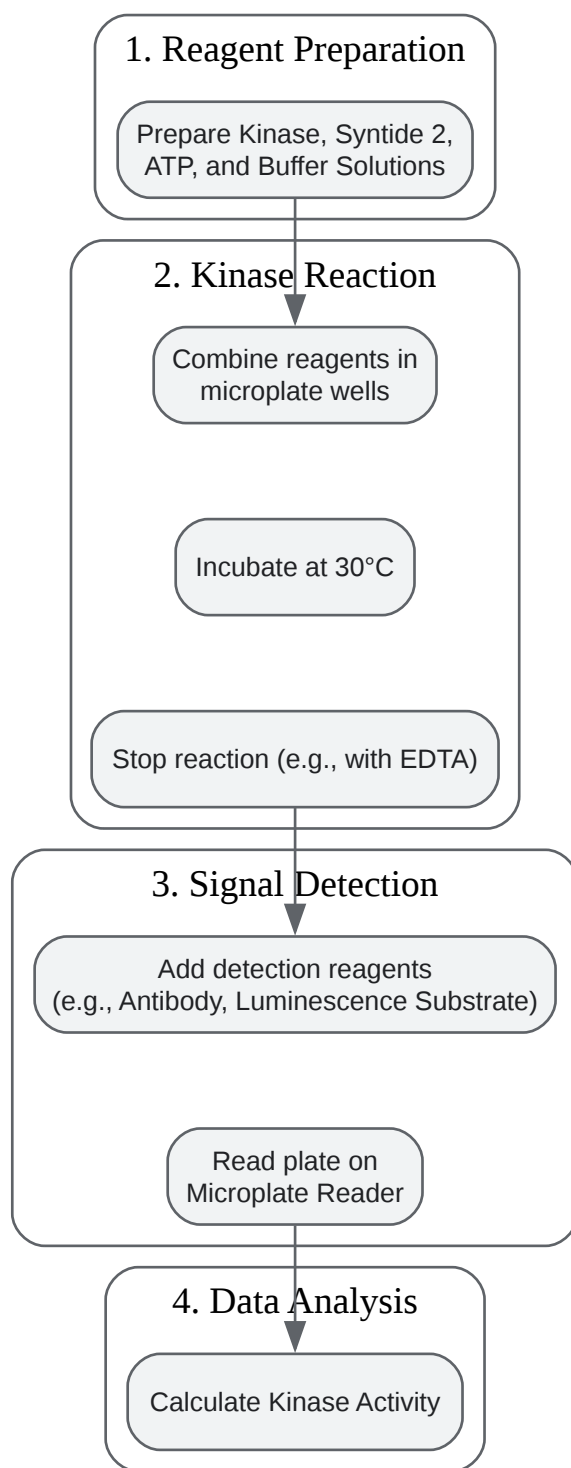 1. Reagent Preparation
Prepare Kinase, Syntide 2,
ATP, and Buffer Solutions
2. Kinase Reaction
Combine reagents in
microplate wells
Incubate at 30°C
Stop reaction (e.g., with EDTA)
3. Signal Detection
Add detection reagents
(e.g., Antibody, Luminescence Substrate)
Read plate on
Microplate Reader
4. Data Analysis
Calculate Kinase Activity